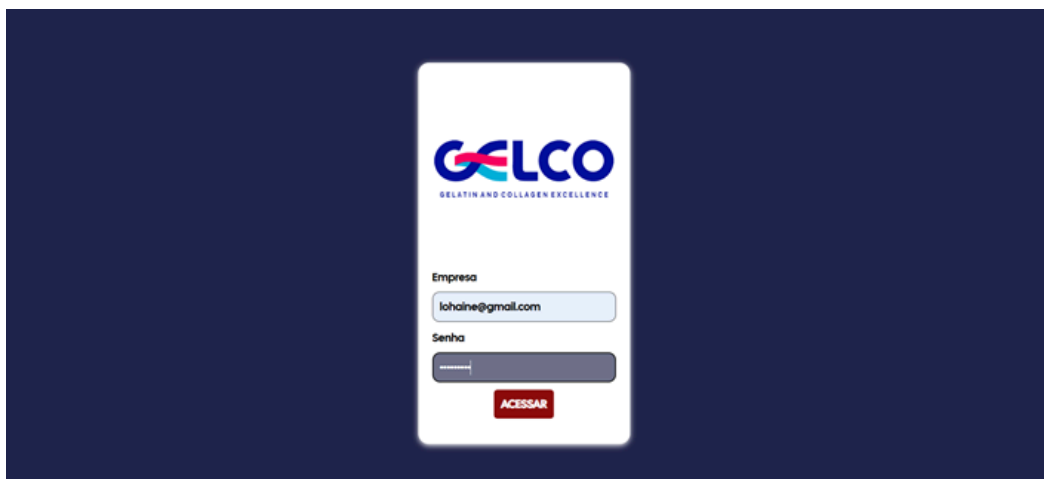 GELCO
GELATIN AND COLLAGEN EXCELLENCE
Empresa
lohaine@gmail.com
Senha
ACESSAR